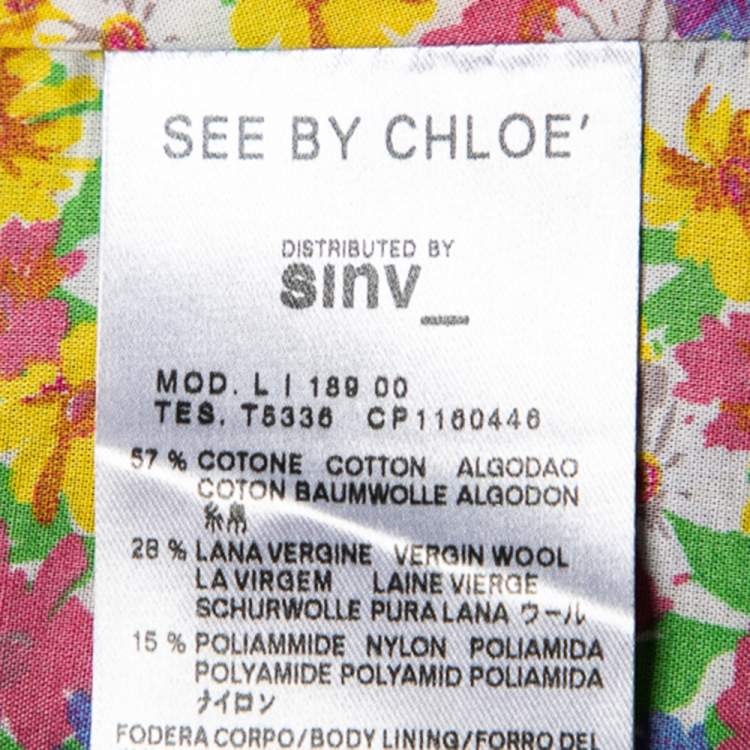 SEE BY CHLOE'
DISTRIBUTED BY
sinv_
MOD. L I 189 00
TES. T5336 CP1160446
57 % COTONE COTTON ALGODAO
COTON BAUMWOLLE ALGODON
28 % LANA VERGINE VERGIN WOOL
LA VIRGEM LAINE VIERGE
SCHURWOLLE PURA LANA ウール
15 % POLIAMMIDE NYLON POLIAMIDA
POLYAMIDE POLYAMID POLIAMIDA
ナイロン
FODERA CORPO/BODY LINING/FORRO DEL